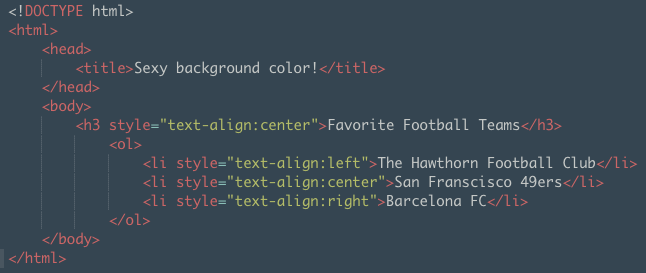 <!DOCTYPE html>
<html>
<head>
<title>Sexy background color!</title>
</head>
<body>
<h3 style="text-align:center">Favorite Football Teams</h3>
<ol>
<li style="text-align:left">The Hawthorn Football Club</li>
<li style="text-align:center">San Franscisco 49ers</li>
<li style="text-align:right">Barcelona FC</li>
</ol>
</body>
</html>